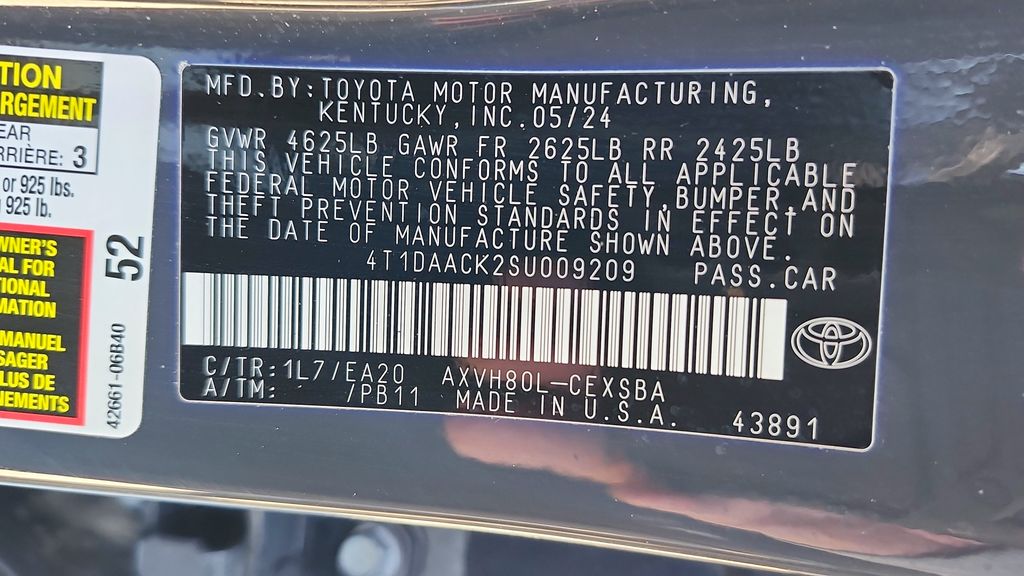 TION
ARGEMENT
EAR
RRIÈRE: 3
or 925 lbs.
925 lb.
WNER'S
AL FOR
IONAL
MATION
MANUEL
SAGER
LUS DE
NEMENTS
52
42661-06B40
MFD.BY:TOYOTA MOTOR MANUFACTURING,
KENTUCKY,INC.05/24
GVWR 4625LB GAWR FR 2625LB RR 2425LB
THIS VEHICLE CONFORMS TO ALL APPLICABLE
FEDERAL MOTOR VEHICLE SAFETY,BUMPER,AND
THEFT PREVENTION STANDARDS IN EFFECT ON
THE DATE OF MANUFACTURE SHOWN ABOVE.
4T1DAACK2SU009209 PASS.CAR
C/TR:1L7/EA20 AXVH80L-CEXSBA
A/TM: /PB11 MADE IN U.S.A. 43891